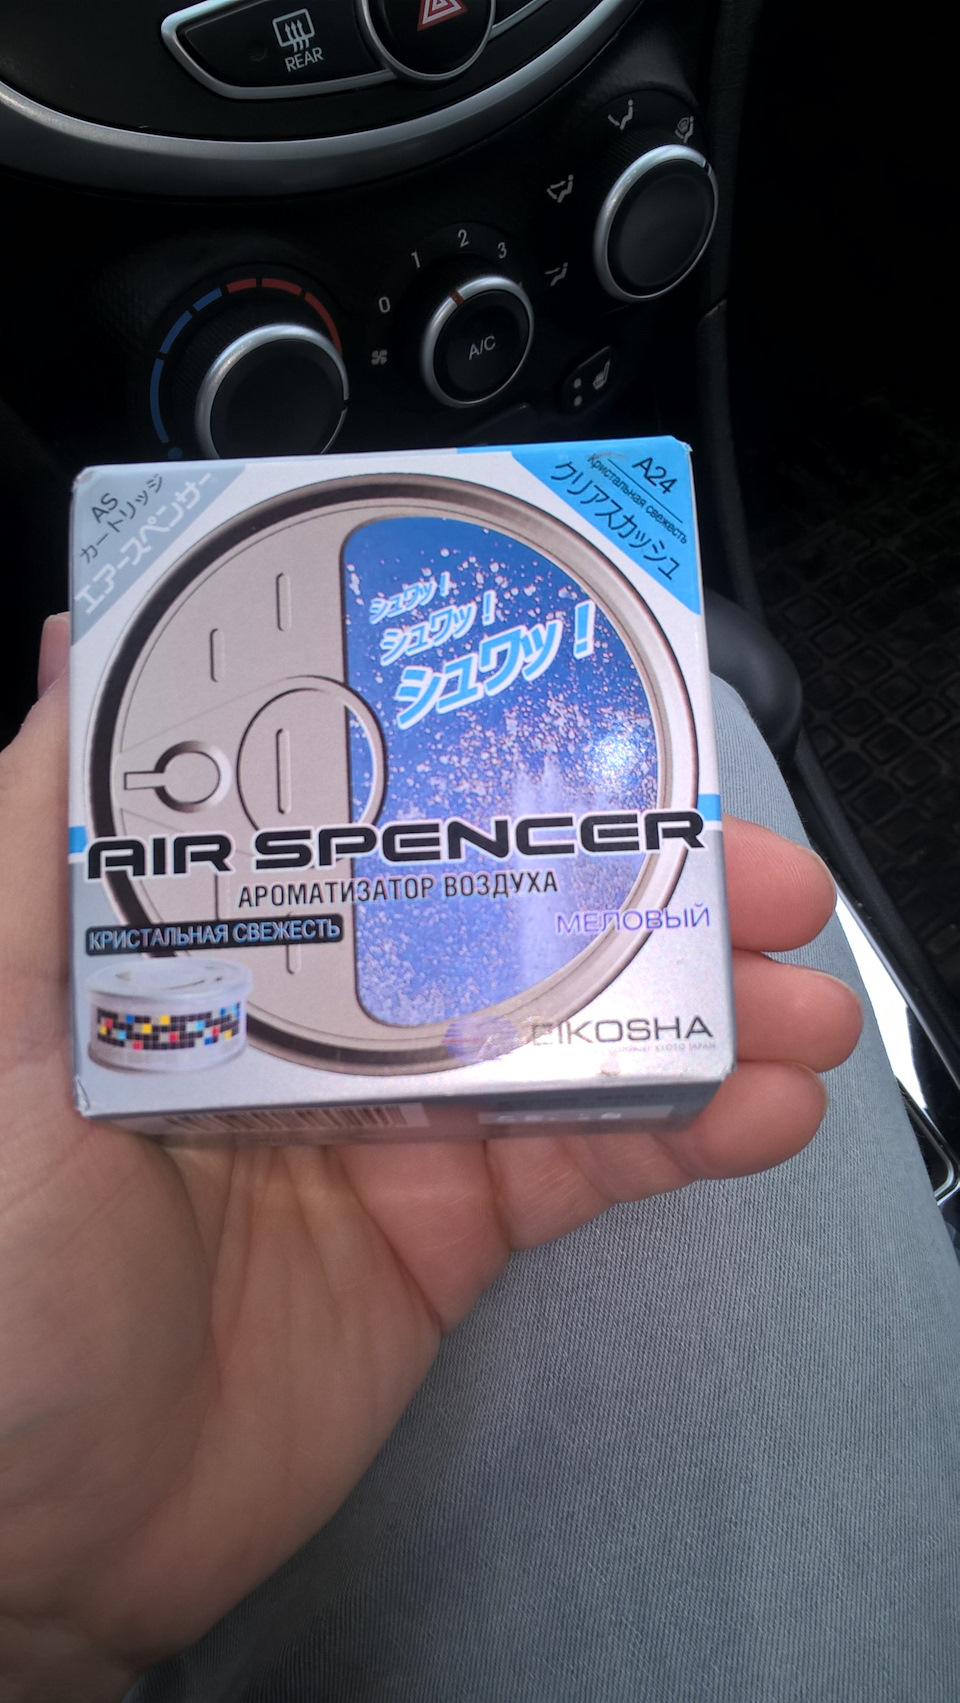 REAR
1
2
3
0
A/C
AS
カートリッジ
エアースペンサー
A24
Кристальная свежесть
クリアスカッシュ
シュワッ!
シュワッ!
シュワッ!
AIR SPENCER
АРОМАТИЗАТОР ВОЗДУХА
КРИСТАЛЬНАЯ СВЕЖЕСТЬ
МЕЛОВЫЙ
EIKOSHA